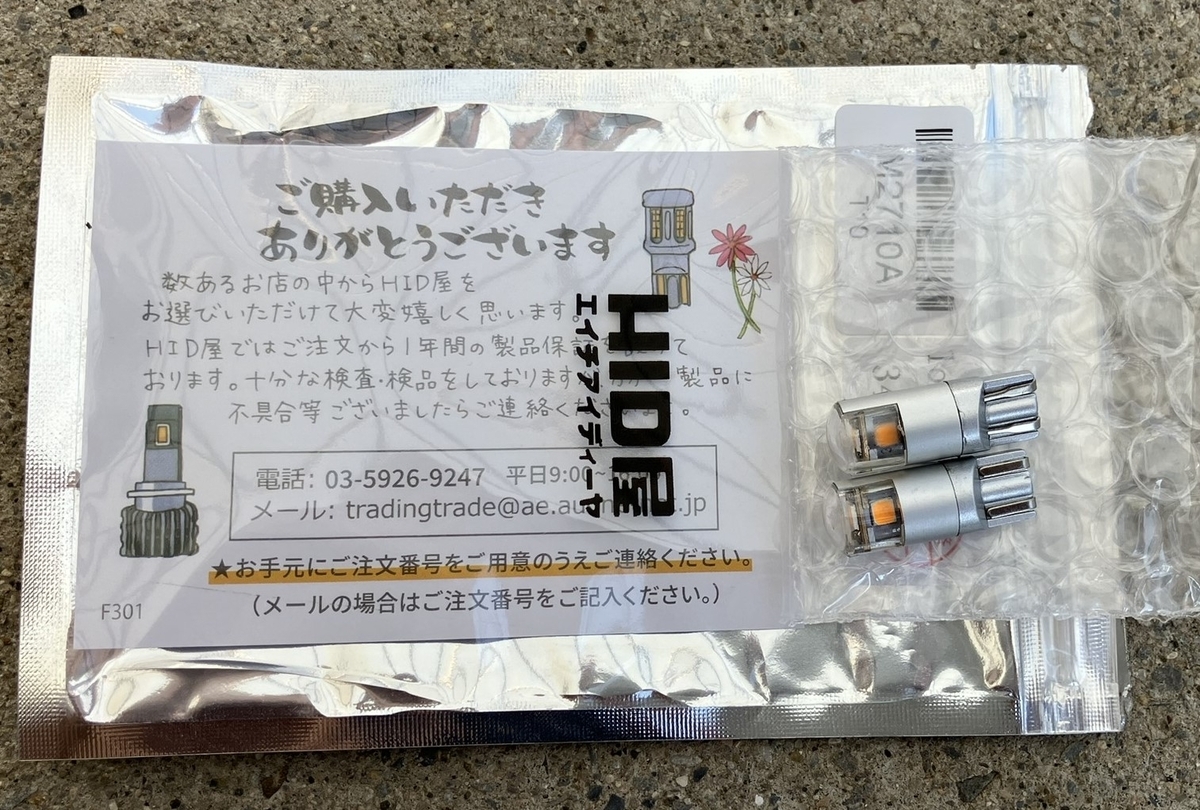 ご購入いただき
ありがとうございます
数あるお店の中からHID屋を
お選びいただけて大変嬉しく思います。
HID屋ではご注文から1年間の製品保
おります。十分な検査・検品をしております 製品に
不具合等ございましたらご連絡く
電話: 03-5926-9247 平日9:00~
メール: tradingtrade@ae.au .jp
★お手元にご注文番号をご用意のうえご連絡ください。
(メールの場合はご注文番号をご記入ください。)
F301
HID屋
エイチアイディーヤ
M2710A
T10